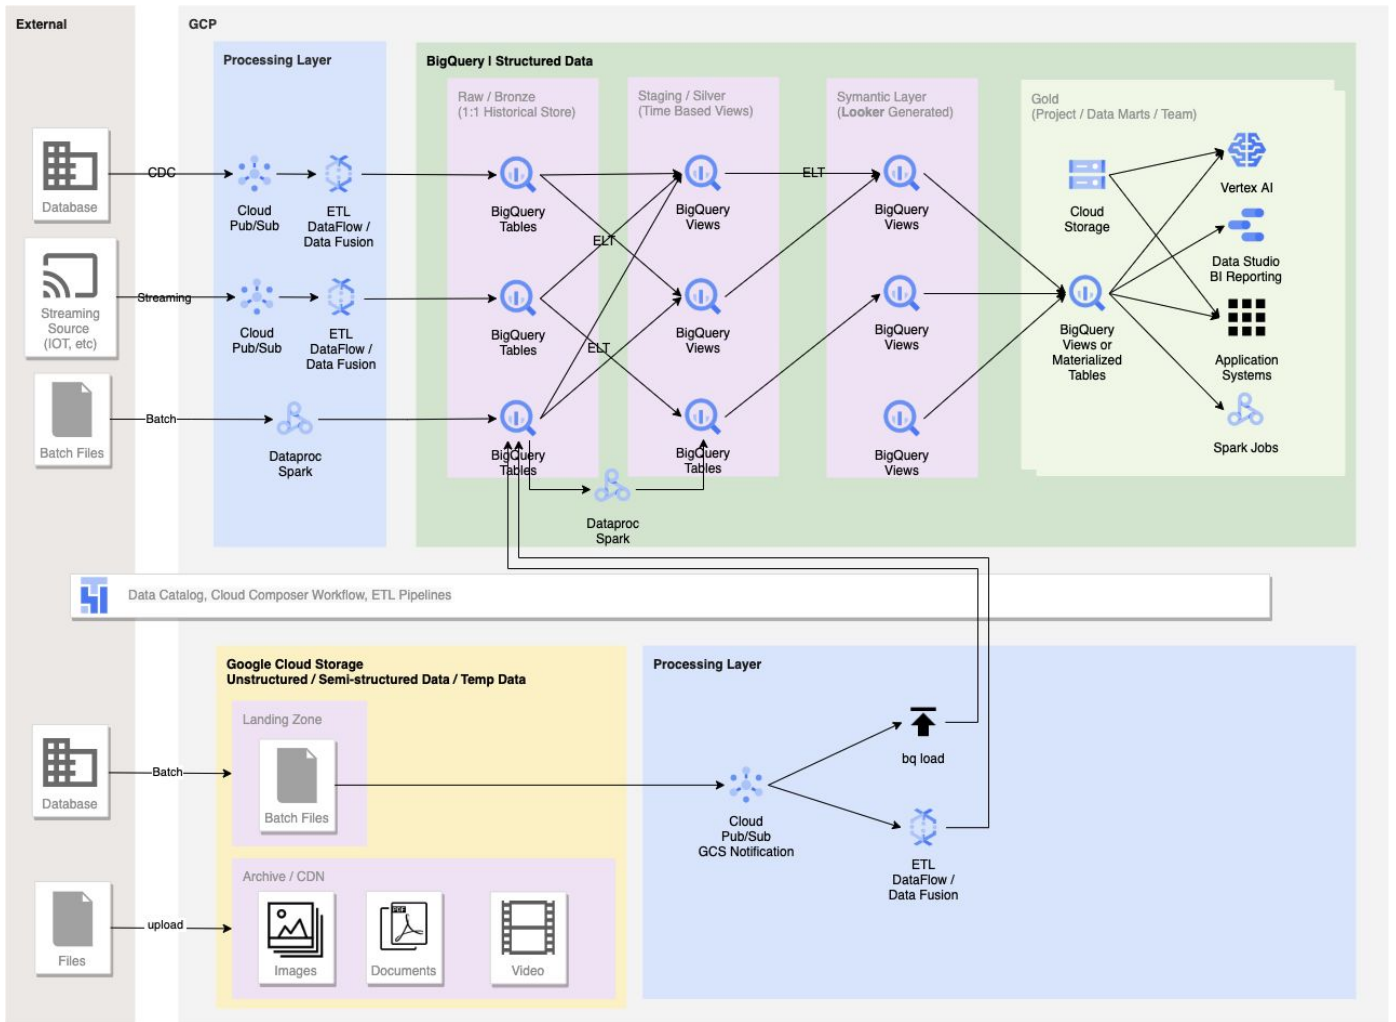 External
GCP
Processing Layer
BigQuery | Structured Data
Raw / Bronze
(1:1 Historical Store)
Staging / Silver
(Time Based Views)
Symantic Layer
(Looker Generated)
Gold
(Project / Data Marts / Team)
Database
CDC
Cloud
Pub/Sub
ETL
DataFlow /
Data Fusion
BigQuery
Tables
ELT
BigQuery
Views
ELT
BigQuery
Views
Cloud
Storage
Vertex AI
Data Studio
BI Reporting
Streaming
Source
(IOT, etc)
Streaming
Cloud
Pub/Sub
ETL
DataFlow /
Data Fusion
BigQuery
Tables
ELT
BigQuery
Views
BigQuery
Views
BigQuery
Views or
Materialized
Tables
Application
Systems
Batch Files
Batch
Dataproc
Spark
BigQuery
Tables
BigQuery
Tables
BigQuery
Views
Spark Jobs
Dataproc
Spark
Data Catalog, Cloud Composer Workflow, ETL Pipelines
Google Cloud Storage
Unstructured / Semi-structured Data / Temp Data
Processing Layer
Landing Zone
Database
Batch
Batch Files
Cloud
Pub/Sub
GCS Notification
bq load
ETL
DataFlow /
Data Fusion
Archive / CDN
Files
upload
Images
PDF
Documents
Video